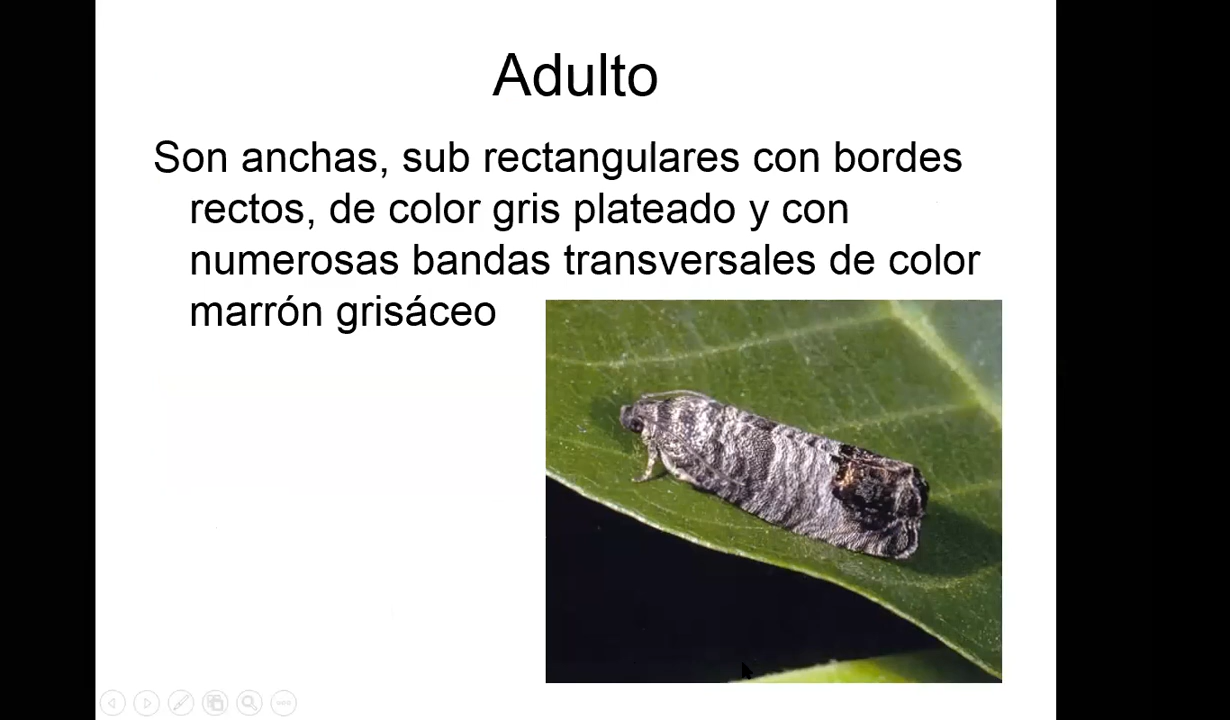 Adulto
Son anchas, sub rectangulares con bordes
rectos, de color gris plateado y con
numerosas bandas transversales de color
marrón grisáceo